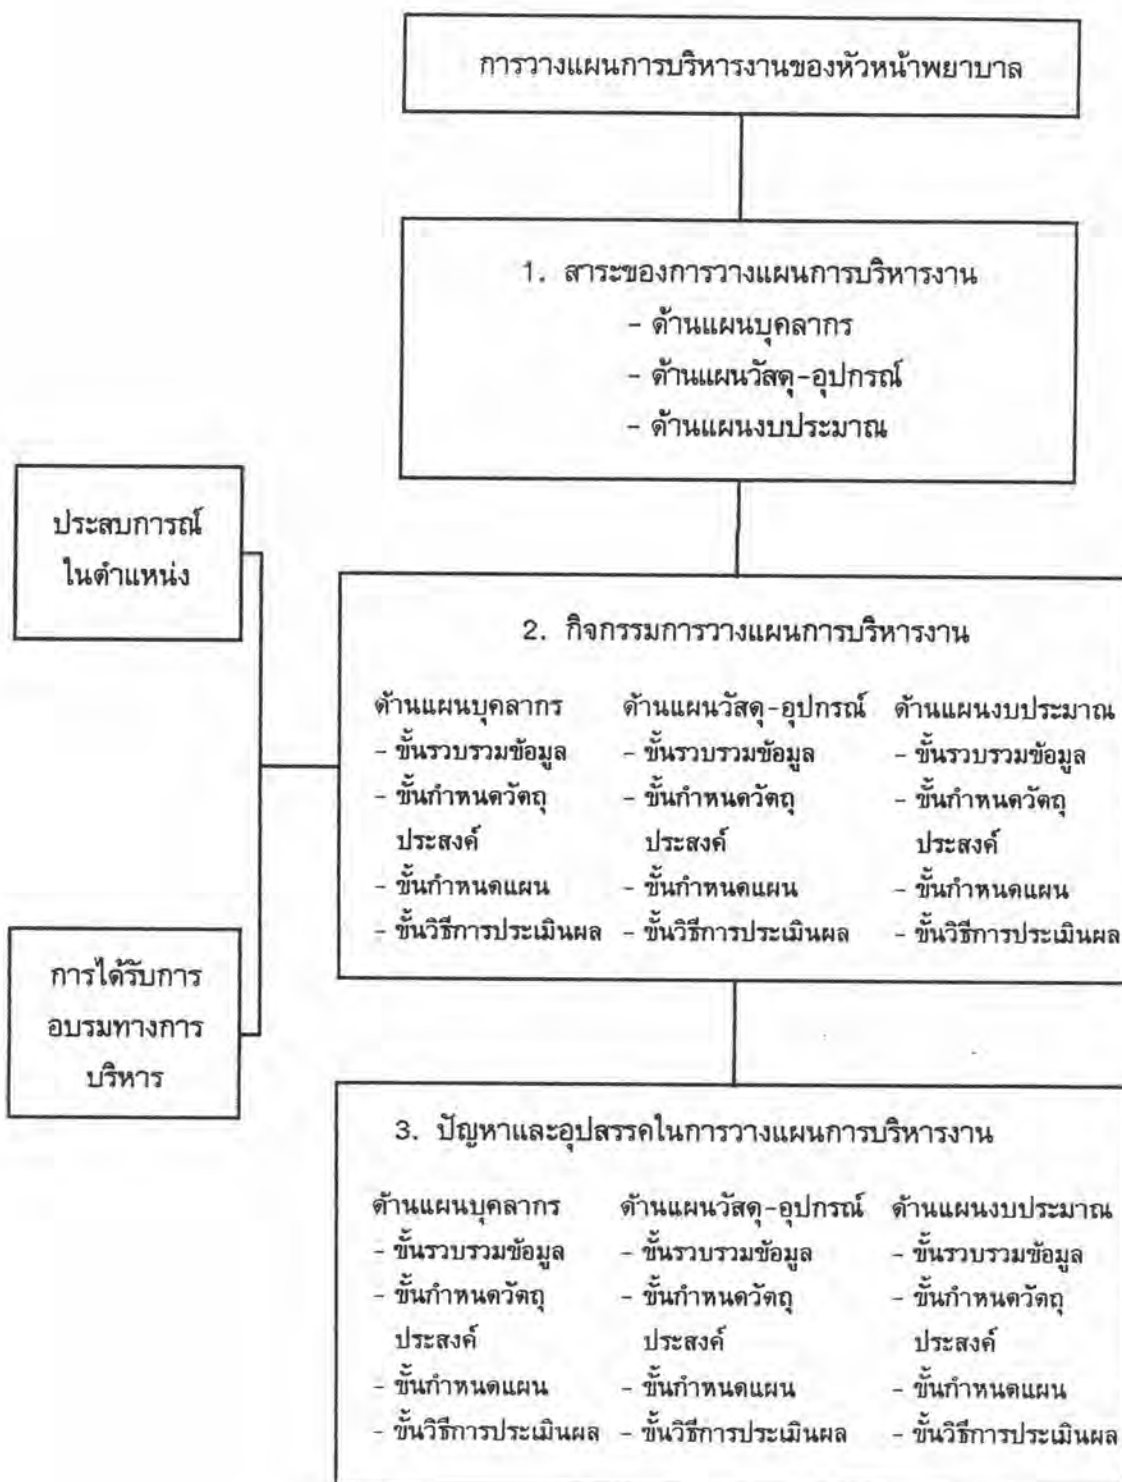 การวางแผนการบริหารงานของหัวหน้าพยาบาล
1. สาระของการวางแผนการบริหารงาน
- ด้านแผนบุคลากร
- ด้านแผนวัสดุ-อุปกรณ์
- ด้านแผนงบประมาณ
ประสบการณ์
ในตำแหน่ง
2. กิจกรรมการวางแผนการบริหารงาน
ด้านแผนบุคลากร ด้านแผนวัสดุ-อุปกรณ์ ด้านแผนงบประมาณ
- ขั้นรวบรวมข้อมูล - ขั้นรวบรวมข้อมูล - ขั้นรวบรวมข้อมูล
- ขั้นกำหนดวัตถุ - ขั้นกำหนดวัตถุ - ขั้นกำหนดวัตถุ
ประสงค์ ประสงค์ ประสงค์
- ขั้นกำหนดแผน - ขั้นกำหนดแผน - ขั้นกำหนดแผน
- ขั้นวิธีการประเมินผล - ขั้นวิธีการประเมินผล - ขั้นวิธีการประเมินผล
การได้รับการ
อบรมทางการ
บริหาร
3. ปัญหาและอุปสรรคในการวางแผนการบริหารงาน
ด้านแผนบุคลากร ด้านแผนวัสดุ-อุปกรณ์ ด้านแผนงบประมาณ
- ขั้นรวบรวมข้อมูล - ขั้นรวบรวมข้อมูล - ขั้นรวบรวมข้อมูล
- ขั้นกำหนดวัตถุ - ขั้นกำหนดวัตถุ - ขั้นกำหนดวัตถุ
ประสงค์ ประสงค์ ประสงค์
- ขั้นกำหนดแผน - ขั้นกำหนดแผน - ขั้นกำหนดแผน
- ขั้นวิธีการประเมินผล - ขั้นวิธีการประเมินผล - ขั้นวิธีการประเมินผล